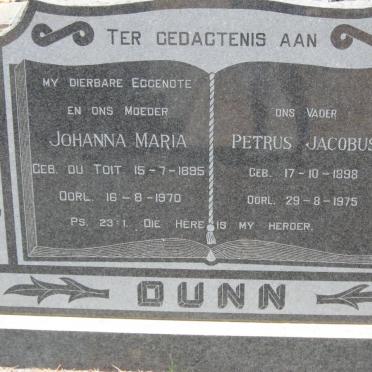 TER GEDAGTENIS AAN
MY DIERBARE EGGENOTE
EN ONS MOEDER
JOHANNA MARIA
GEB. DU TOIT 15-7-1895
OORL. 16-8-1970
ONS VADER
PETRUS JACOBUS
GEB. 17-10-1898
OORL. 29-8-1975
PS. 23:1. DIE HERE IS MY HERDER.
DUNN